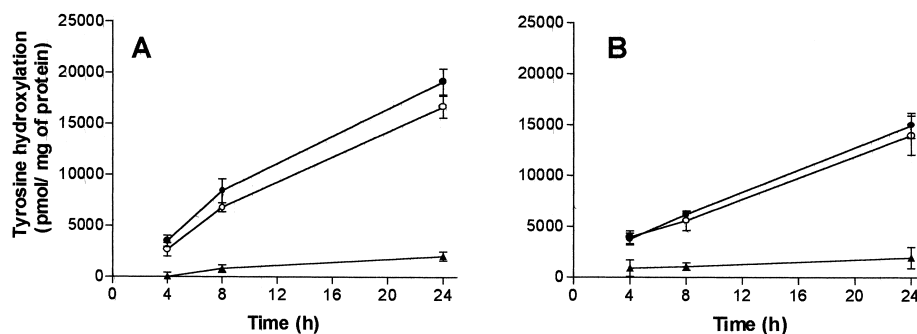 Tyrosine hydroxylation
(pmol/ mg of protein)
25000
20000
15000
10000
5000
0
A
0 4 8 12 16 20 24
Time (h)
25000
20000
15000
10000
5000
0
B
0 4 8 12 16 20 24
Time (h)